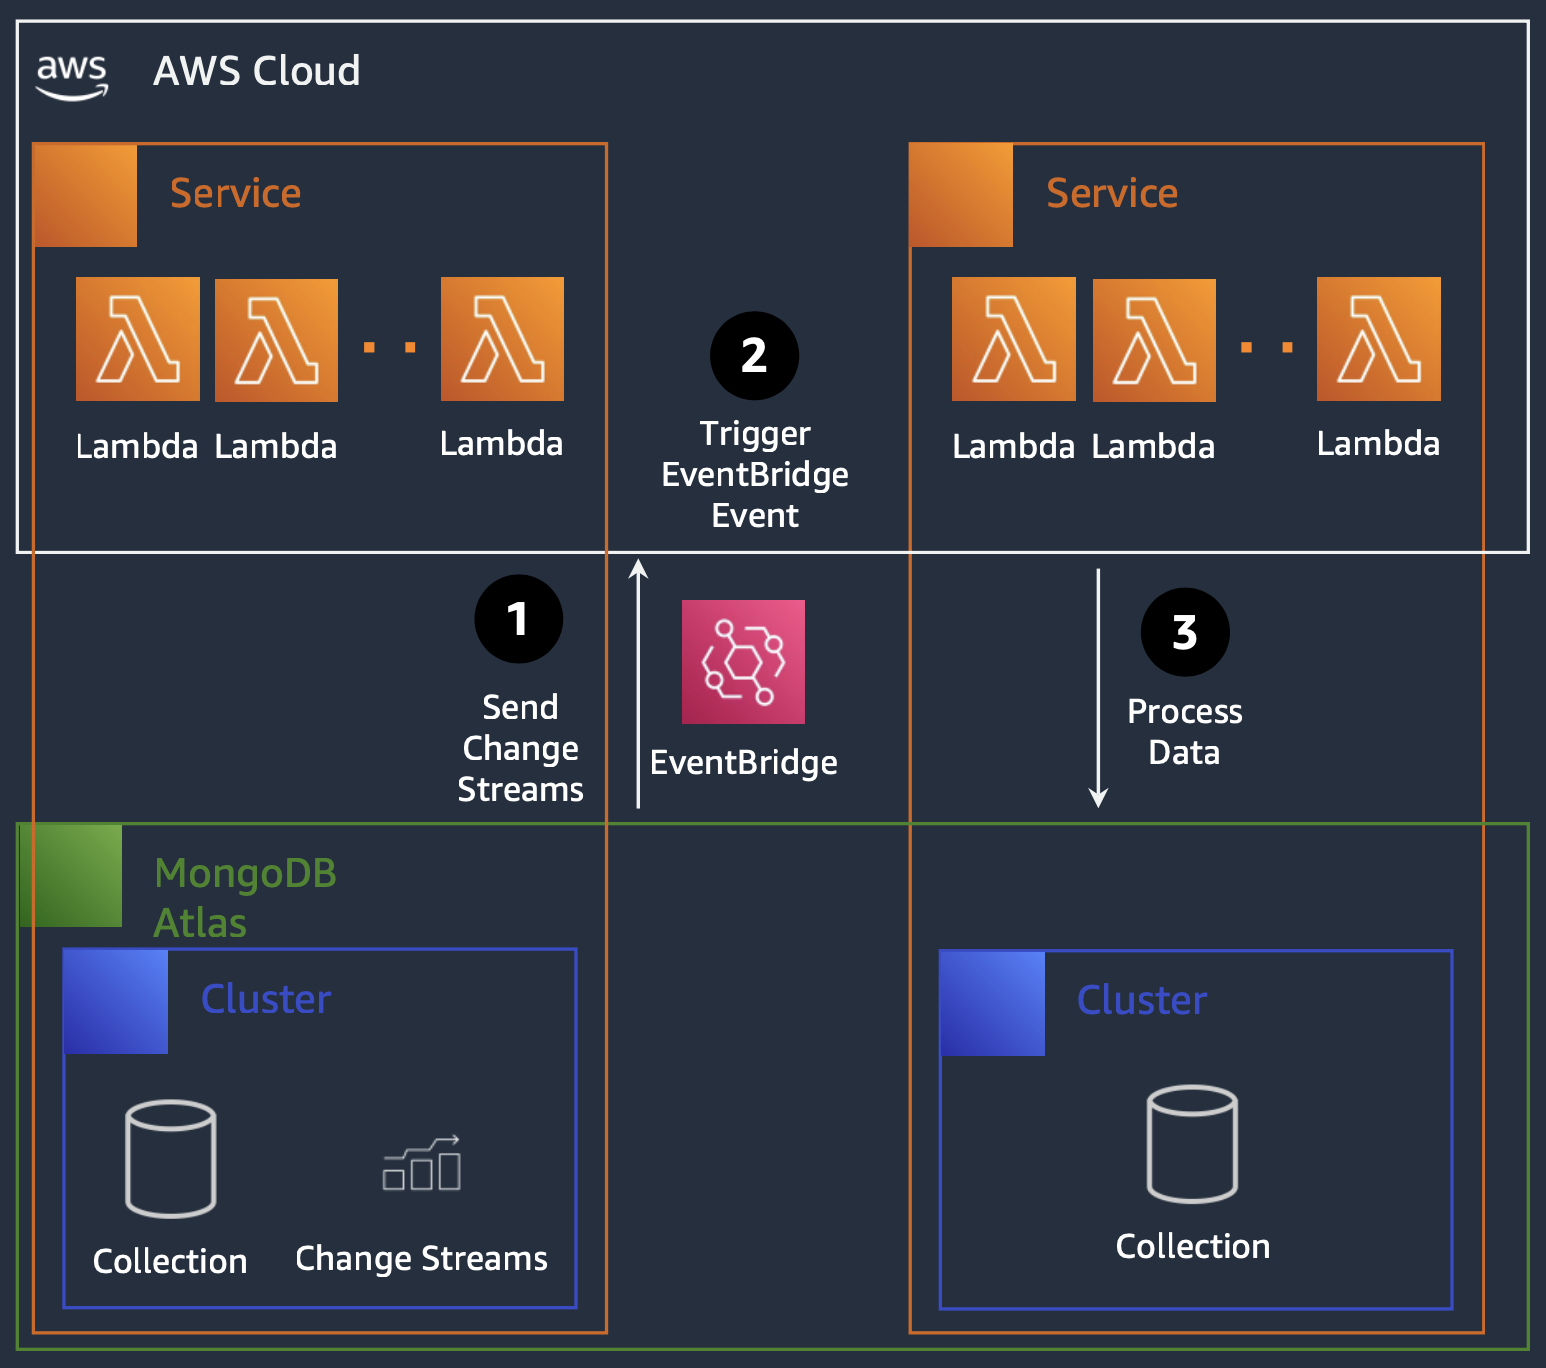 aws
AWS Cloud
Service
Service
Lambda
Lambda
Lambda
Lambda
Lambda
Lambda
2
Trigger
EventBridge
Event
1
Send
Change
Streams
EventBridge
3
Process
Data
MongoDB
Atlas
Cluster
Cluster
Collection
Change Streams
Collection